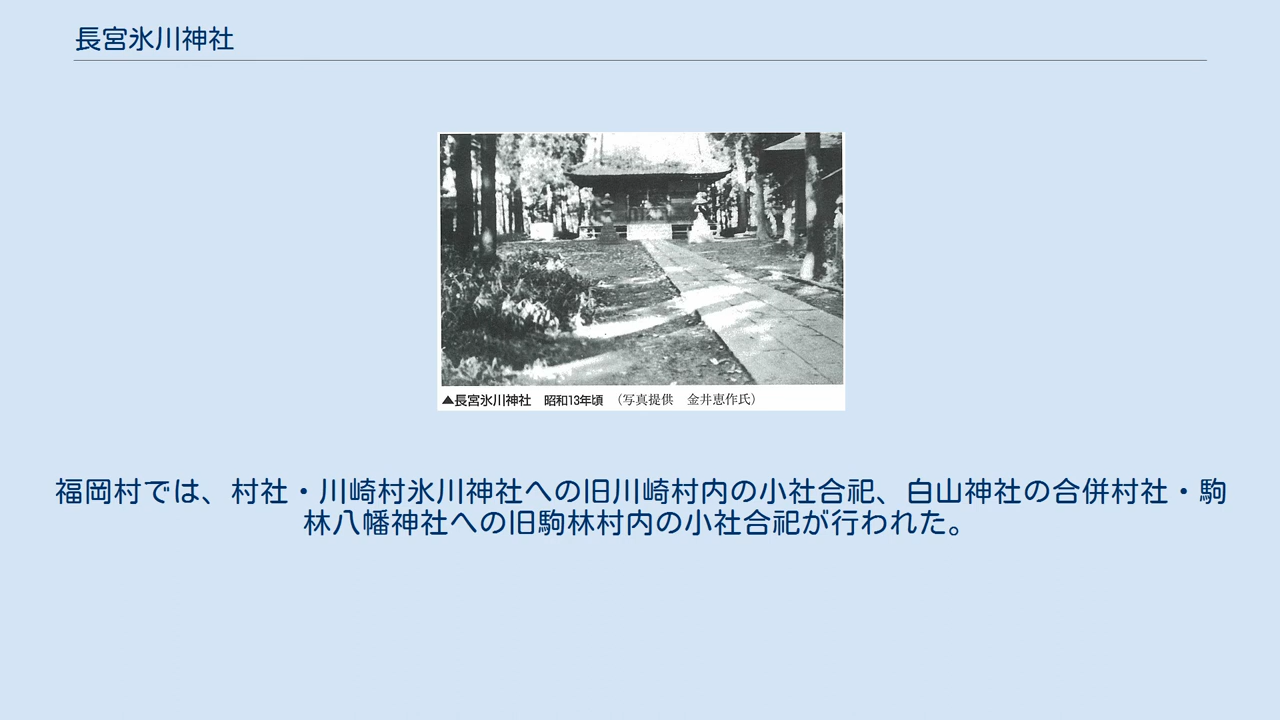 長宮氷川神社
▲長宮氷川神社　昭和13年頃　（写真提供　金井恵作氏）
福岡村では、村社・川崎村氷川神社への旧川崎村内の小社合祀、白山神社の合併村社・駒
林八幡神社への旧駒林村内の小社合祀が行われた。